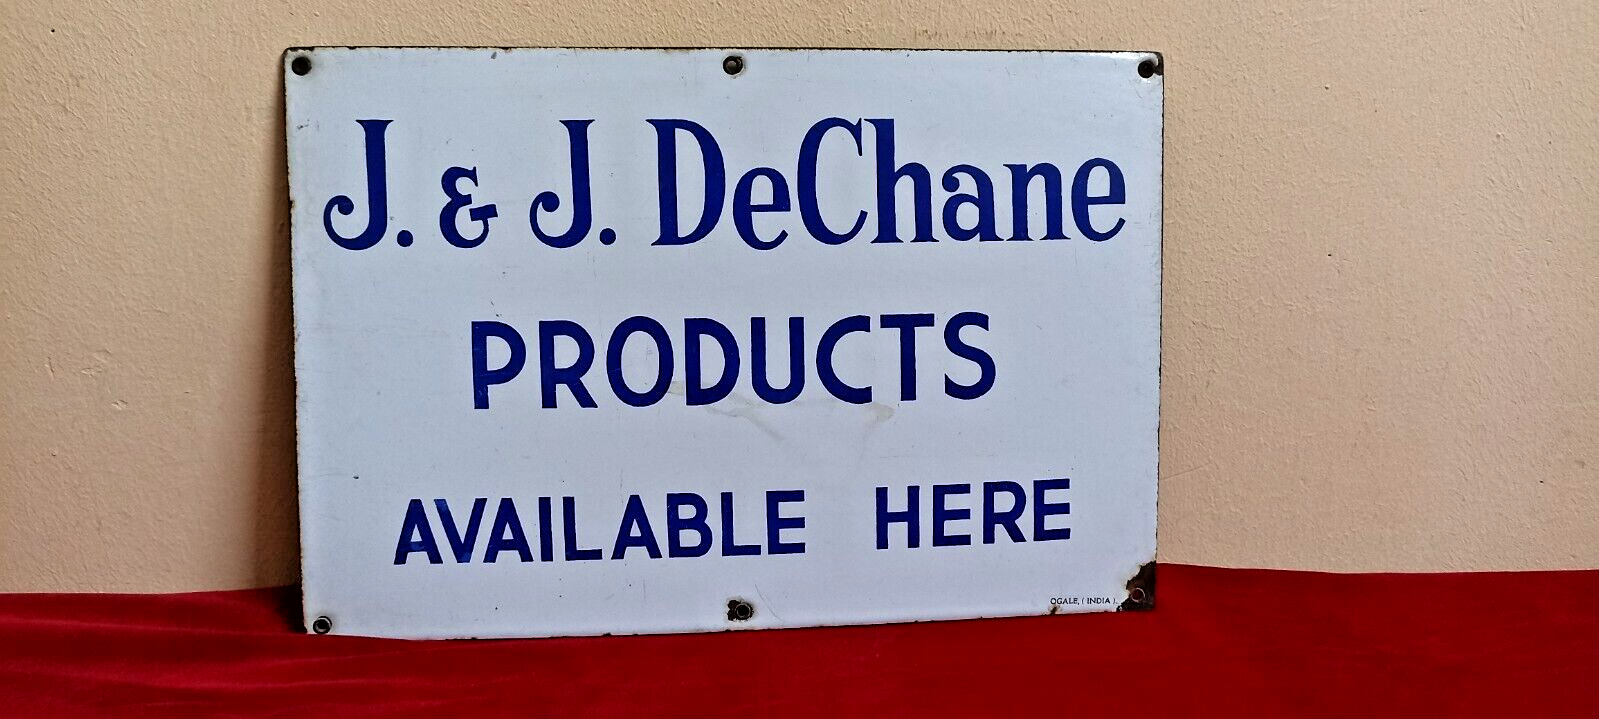 J. & J. DeChane
PRODUCTS
AVAILABLE HERE
OGALE, ( INDIA ).